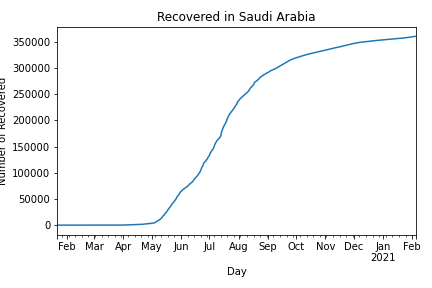 Recovered in Saudi Arabia
Number of Recovered
350000
300000
250000
200000
150000
100000
50000
0
Feb Mar Apr May Jun Jul Aug Sep Oct Nov Dec Jan Feb
2021
Day